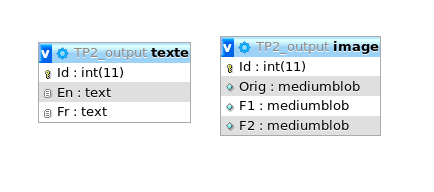 v TP2_output texte
Id : int(11)
En : text
Fr : text
v TP2_output image
Id : int(11)
Orig : mediumblob
F1 : mediumblob
F2 : mediumblob